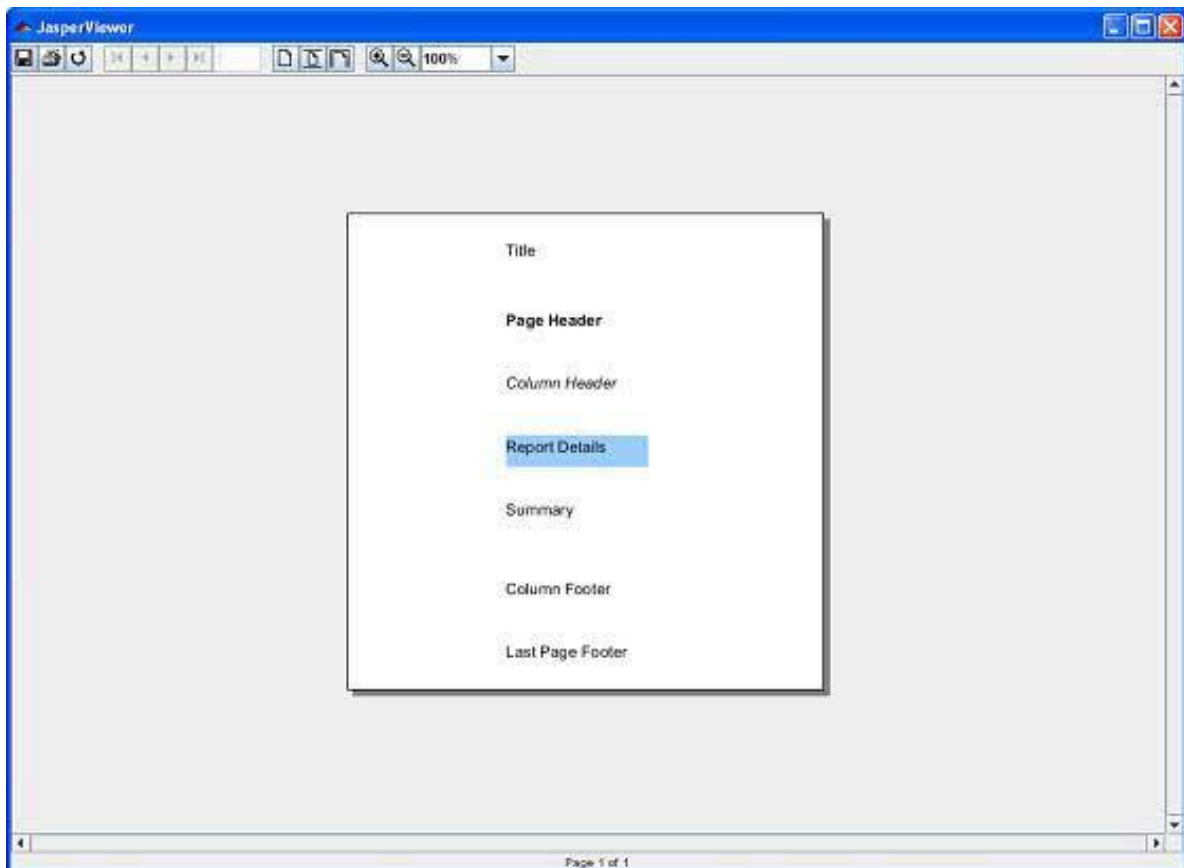 JasperViewer
100%
Title
Page Header
Column Header
Report Details
Summary
Column Footer
Last Page Footer
Page 1 of 1